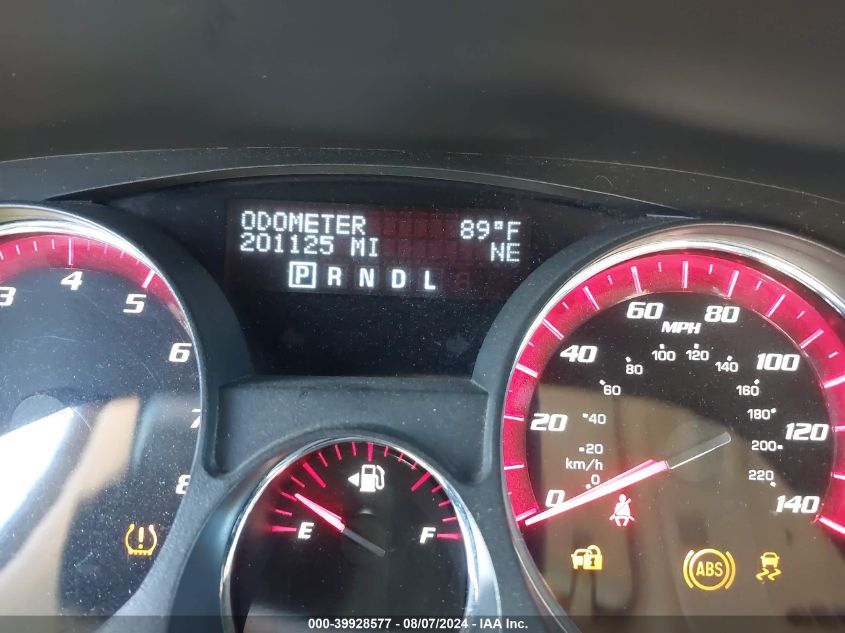 ODOMETER 89°F
201125 MI NE
P R N D L
3 4 5 6 7 8
E F
0 20 40 60 80 100 120 140
MPH
0 20 40 60 80 100 120 140 160 180 200 220
km/h
ABS
000-39928577 - 08/07/2024 - IAA Inc.